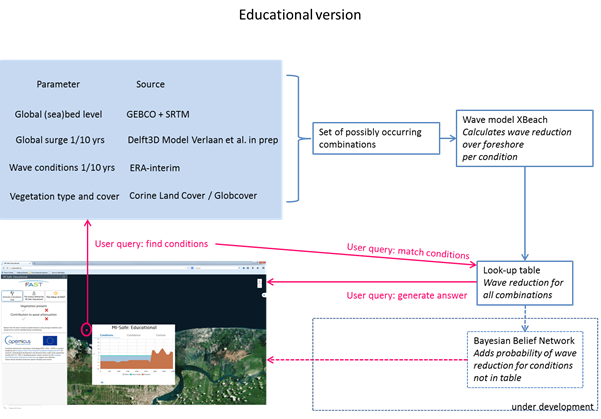 Educational version
Parameter Source
Global (sea)bed level GEBCO + SRTM
Global surge 1/10 yrs Delft3D Model Verlaan et al. in prep
Wave conditions 1/10 yrs ERA-interim
Vegetation type and cover Corine Land Cover / Globcover
Set of possibly occurring
combinations
Wave model XBeach
Calculates wave reduction
over foreshore
per condition
User query: find conditions
User query: match conditions
User query: generate answer
Look-up table
Wave reduction for
all combinations
Bayesian Belief Network
Adds probability of wave
reduction for conditions
not in table
under development
FAST
MI-Safe Educational
opernicus